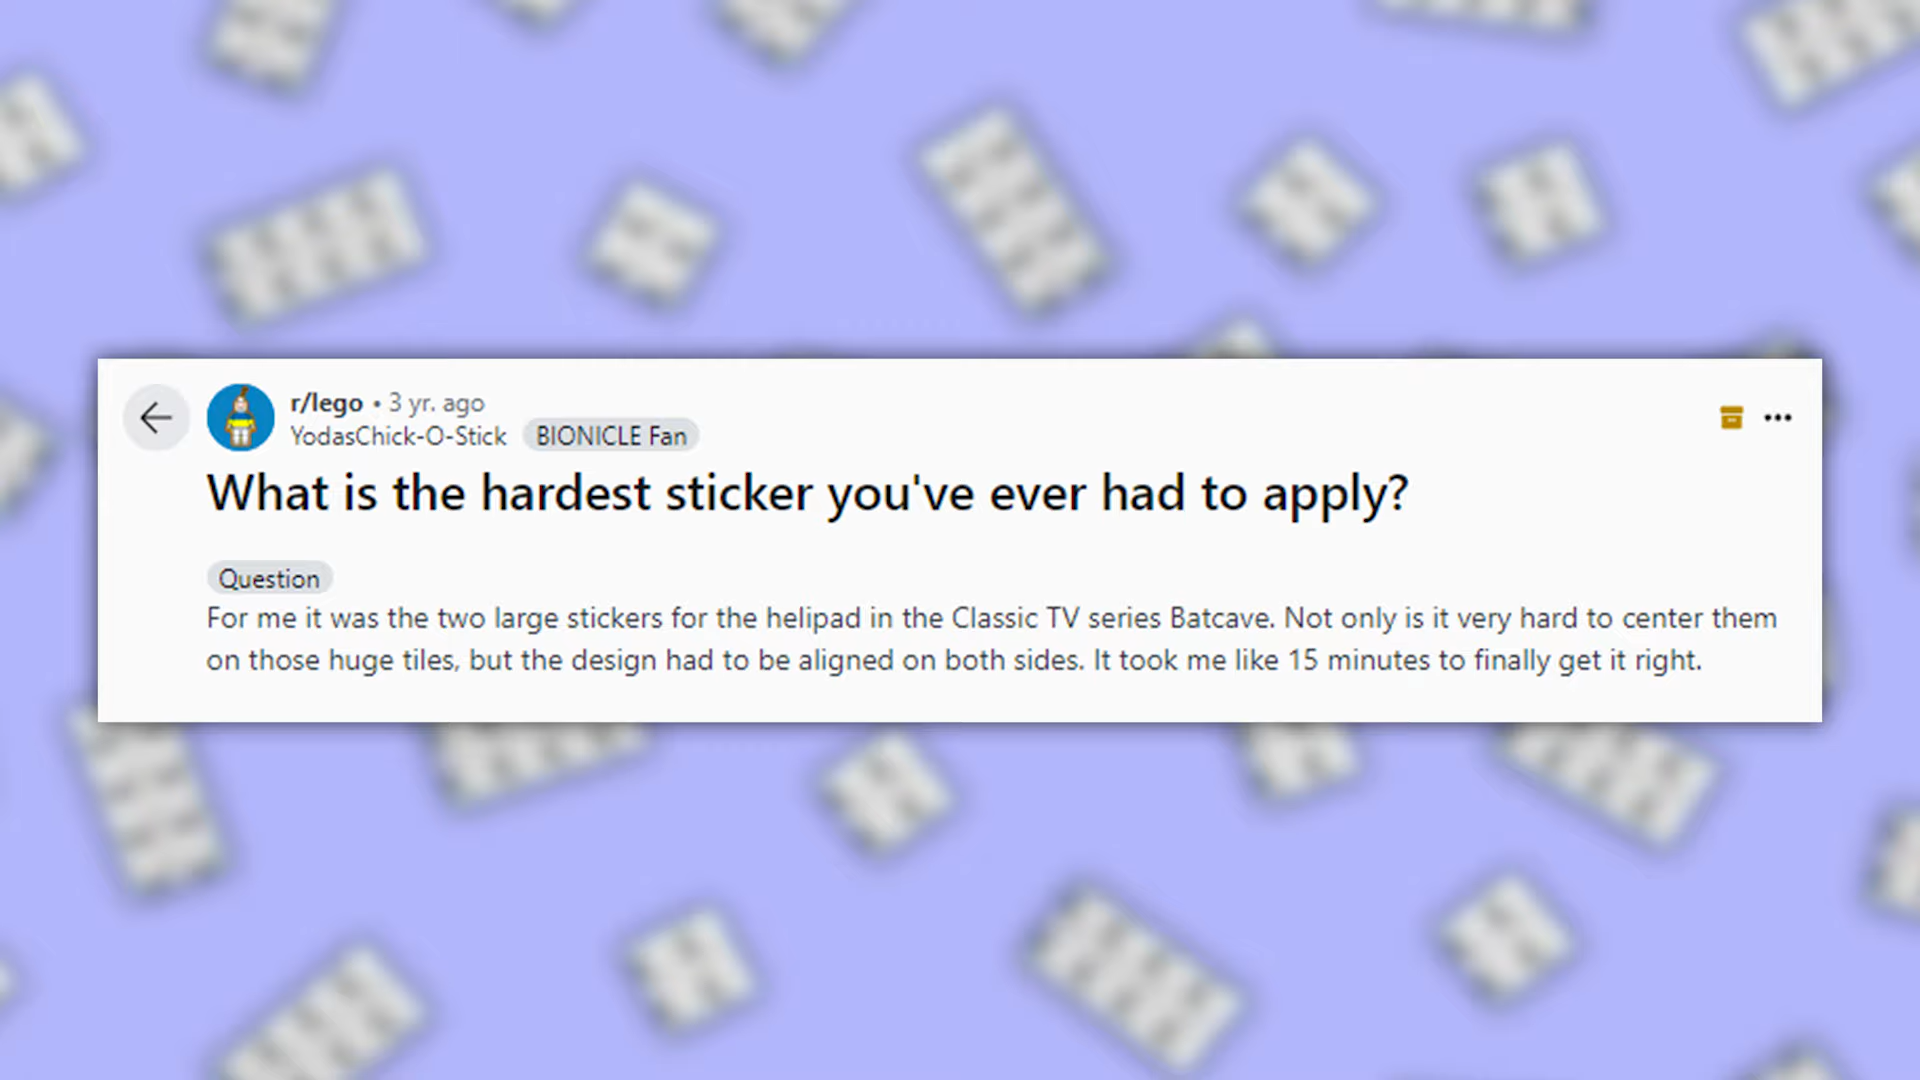 r/lego • 3 yr. ago
YodasChick-O-Stick BIONICLE Fan
What is the hardest sticker you've ever had to apply?
Question
For me it was the two large stickers for the helipad in the Classic TV series Batcave. Not only is it very hard to center them
on those huge tiles, but the design had to be aligned on both sides. It took me like 15 minutes to finally get it right.